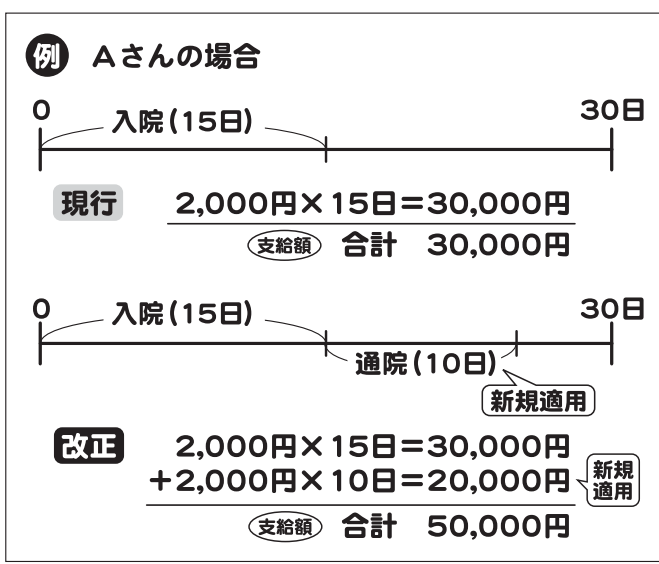 例 Aさんの場合
0 入院(15日) 30日
現行 2,000円×15日=30,000円
支給額 合計 30,000円
0 入院(15日) 30日
通院(10日)
新規適用
改正 2,000円×15日=30,000円
+2,000円×10日=20,000円 新規適用
支給額 合計 50,000円